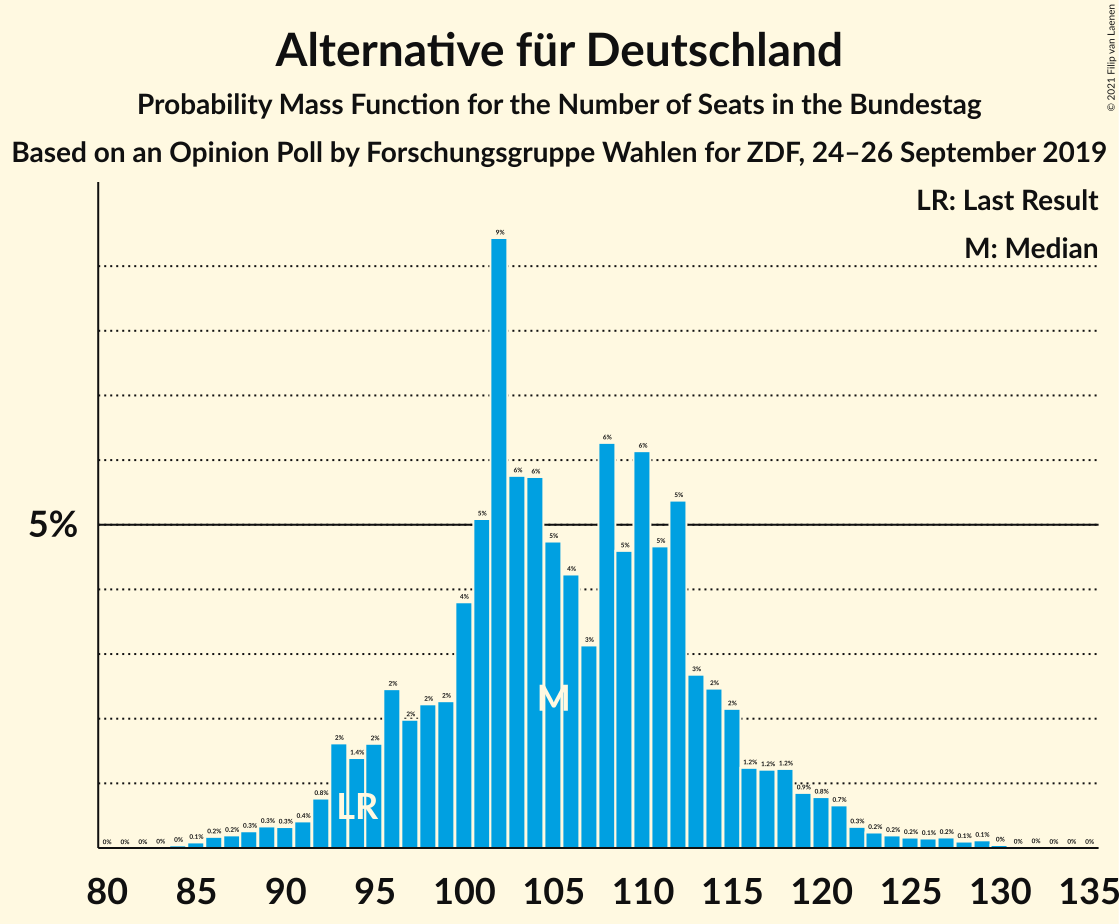 Alternative für Deutschland
Probability Mass Function for the Number of Seats in the Bundestag
Based on an Opinion Poll by Forschungsgruppe Wahlen for ZDF, 24–26 September 2019
© 2021 Filip van Laenen
LR: Last Result
M: Median
5%
0% 0% 0% 0% 0% 0.1% 0.2% 0.2% 0.3% 0.3% 0.3% 0.4% 0.8% 2% 1.4% 2% 2% 2% 2% 2% 4% 5% 9% 6% 6% 5% 4% 3% 6% 5% 6% 5% 5% 3% 2% 2% 1.2% 1.2% 1.2% 0.9% 0.8% 0.7% 0.3% 0.2% 0.2% 0.2% 0.1% 0.2% 0.1% 0.1% 0% 0% 0% 0% 0% 0%
M
LR
80 85 90 95 100 105 110 115 120 125 130 135